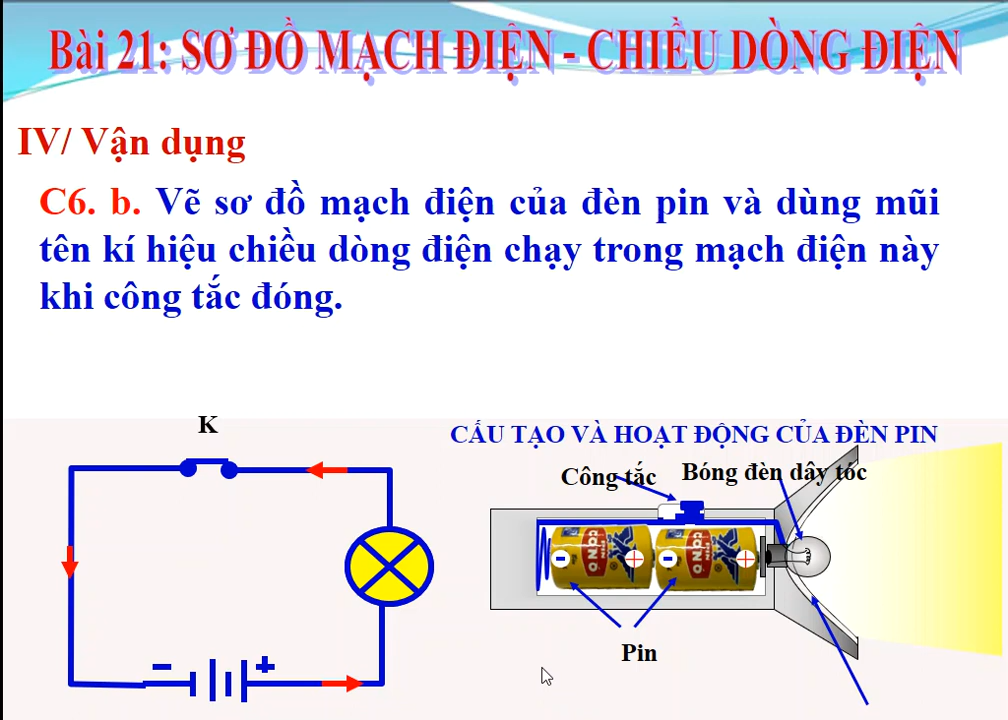 Bài 21: SƠ ĐỒ MẠCH ĐIỆN - CHIỀU DÒNG ĐIỆN
IV/ Vận dụng
C6. b. Vẽ sơ đồ mạch điện của đèn pin và dùng mũi
tên kí hiệu chiều dòng điện chạy trong mạch điện này
khi công tắc đóng.
K
CẤU TẠO VÀ HOẠT ĐỘNG CỦA ĐÈN PIN
Công tắc
Bóng đèn dây tóc
- + - +
Pin
- +